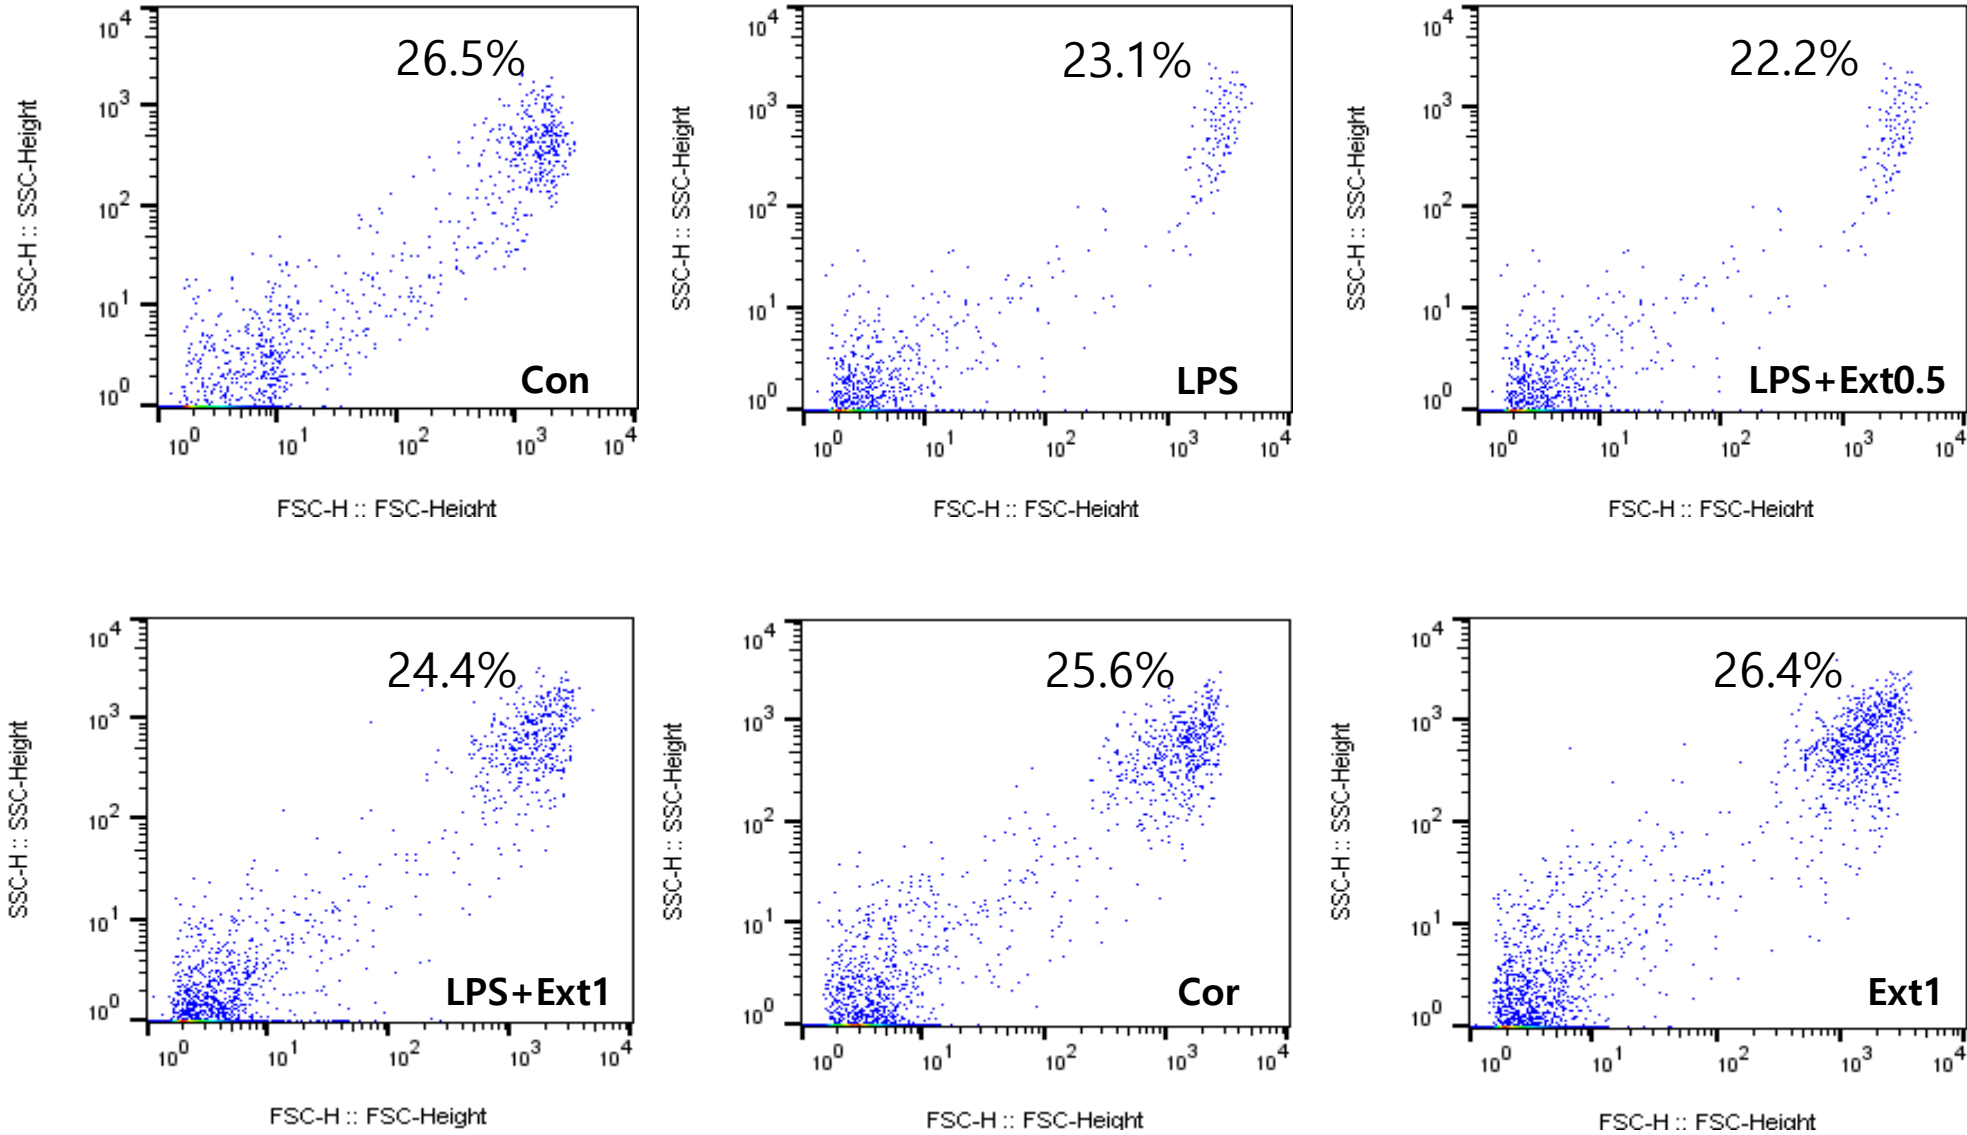 10^4
10^3
10^2
10^1
10^0
SSC-H :: SSC-Height
26.5%
Con
10^0 10^1 10^2 10^3 10^4
FSC-H :: FSC-Height
10^4
10^3
10^2
10^1
10^0
SSC-H :: SSC-Height
23.1%
LPS
10^0 10^1 10^2 10^3 10^4
FSC-H :: FSC-Height
10^4
10^3
10^2
10^1
10^0
SSC-H :: SSC-Height
22.2%
LPS+Ext0.5
10^0 10^1 10^2 10^3 10^4
FSC-H :: FSC-Height
10^4
10^3
10^2
10^1
10^0
SSC-H :: SSC-Height
24.4%
LPS+Ext1
10^0 10^1 10^2 10^3 10^4
FSC-H :: FSC-Height
10^4
10^3
10^2
10^1
10^0
SSC-H :: SSC-Height
25.6%
Cor
10^0 10^1 10^2 10^3 10^4
FSC-H :: FSC-Height
10^4
10^3
10^2
10^1
10^0
SSC-H :: SSC-Height
26.4%
Ext1
10^0 10^1 10^2 10^3 10^4
FSC-H :: FSC-Height